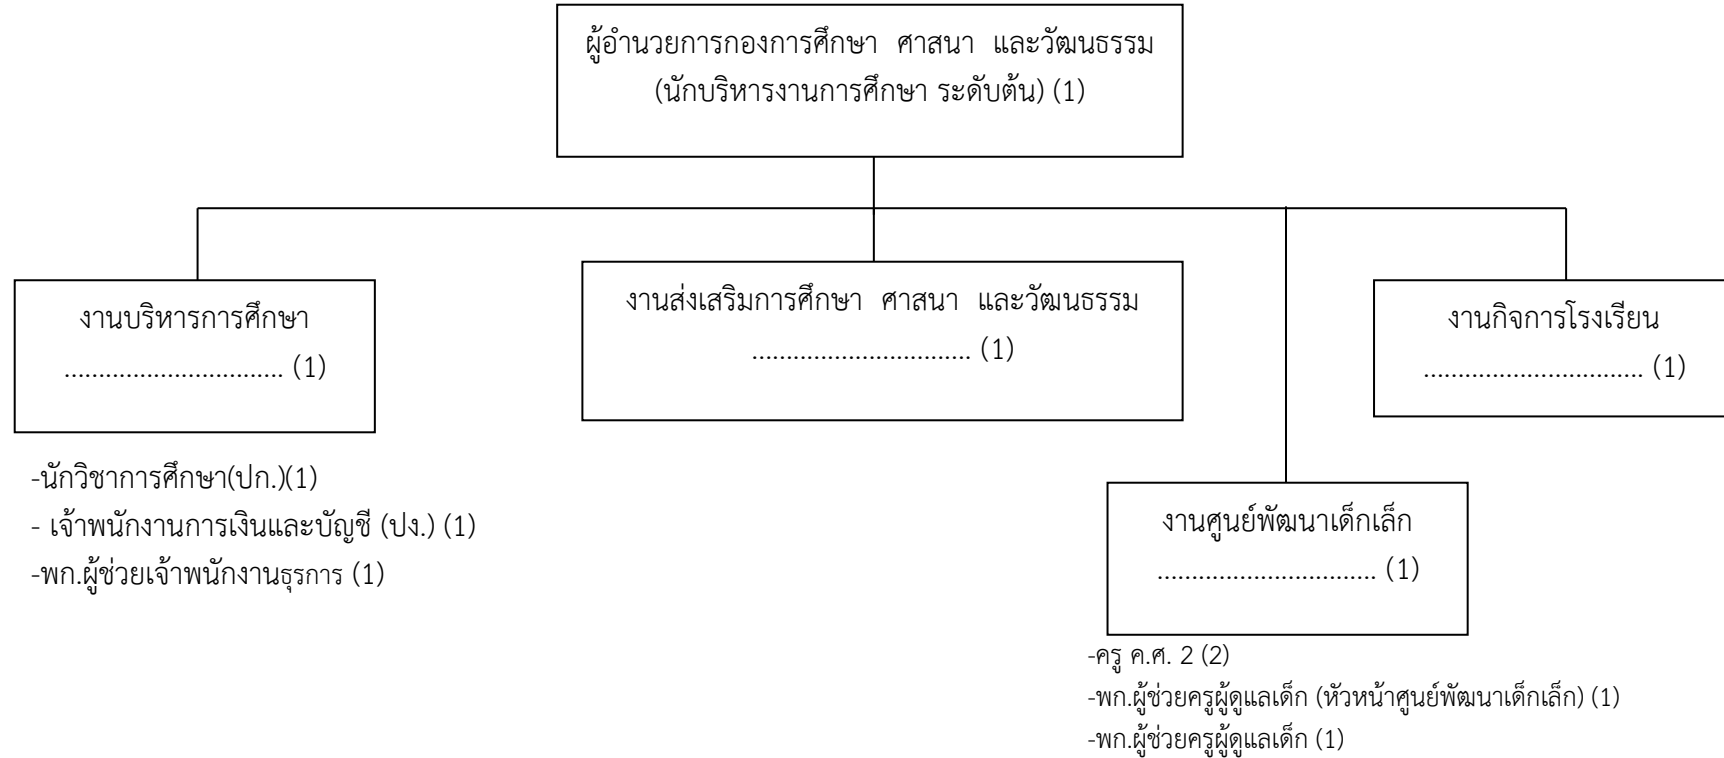 ผู้อำนวยการกองการศึกษา ศาสนา และวัฒนธรรม
(นักบริหารงานการศึกษา ระดับต้น) (1)
งานบริหารการศึกษา
................................ (1)
-นักวิชาการศึกษา(ปก.)(1)
- เจ้าพนักงานการเงินและบัญชี (ปง.) (1)
-พก.ผู้ช่วยเจ้าพนักงานธุรการ (1)
งานส่งเสริมการศึกษา ศาสนา และวัฒนธรรม
................................ (1)
งานกิจการโรงเรียน
................................ (1)
งานศูนย์พัฒนาเด็กเล็ก
................................ (1)
-ครู ค.ศ. 2 (2)
-พก.ผู้ช่วยครูผู้ดูแลเด็ก (หัวหน้าศูนย์พัฒนาเด็กเล็ก) (1)
-พก.ผู้ช่วยครูผู้ดูแลเด็ก (1)